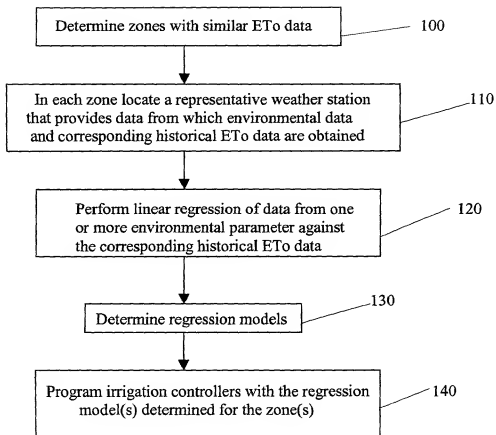 Determine zones with similar ETo data
100
In each zone locate a representative weather station
that provides data from which environmental data
and corresponding historical ETo data are obtained
110
Perform linear regression of data from one
or more environmental parameter against
the corresponding historical ETo data
120
Determine regression models
130
Program irrigation controllers with the regression
model(s) determined for the zone(s)
140